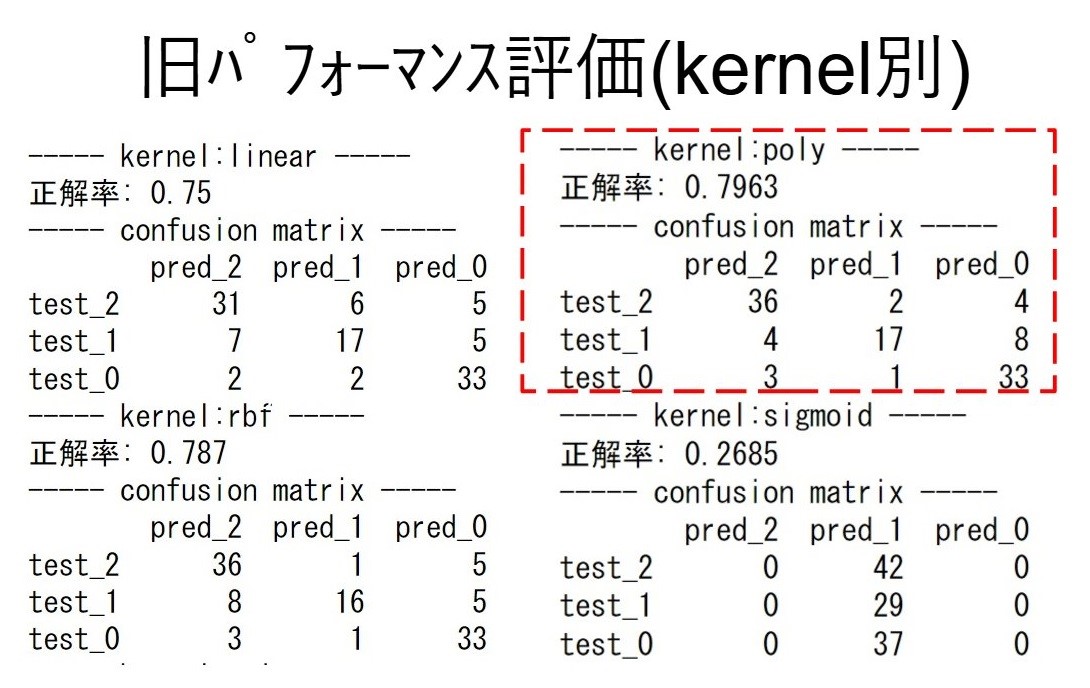 旧パフォーマンス評価(kernel別)
----- kernel:linear -----
正解率: 0.75
----- confusion matrix -----
pred_2 pred_1 pred_0
test_2 31 6 5
test_1 7 17 5
test_0 2 2 33
----- kernel:rbf -----
正解率: 0.787
----- confusion matrix -----
pred_2 pred_1 pred_0
test_2 36 1 5
test_1 8 16 5
test_0 3 1 33
----- kernel:poly -----
正解率: 0.7963
----- confusion matrix -----
pred_2 pred_1 pred_0
test_2 36 2 4
test_1 4 17 8
test_0 3 1 33
----- kernel:sigmoid -----
正解率: 0.2685
----- confusion matrix -----
pred_2 pred_1 pred_0
test_2 0 42 0
test_1 0 29 0
test_0 0 37 0